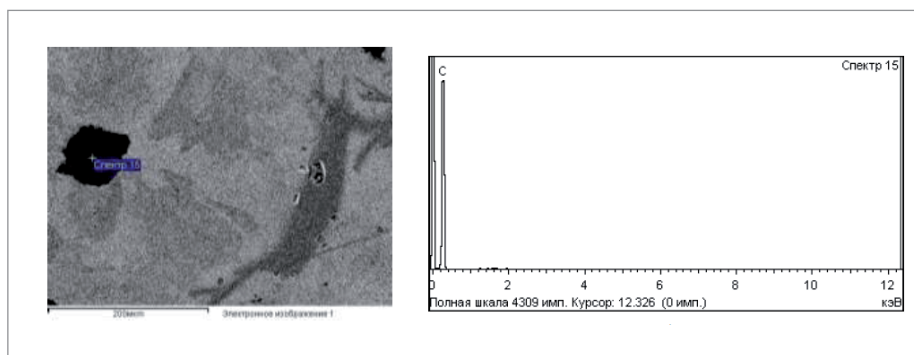 Спектр 15
200мкm
Электронное изображение 1
Спектр 15
C
0 2 4 6 8 10 12
Полная шкала 4309 имп. Курсор: 12.326 (0 имп.)
кэВ